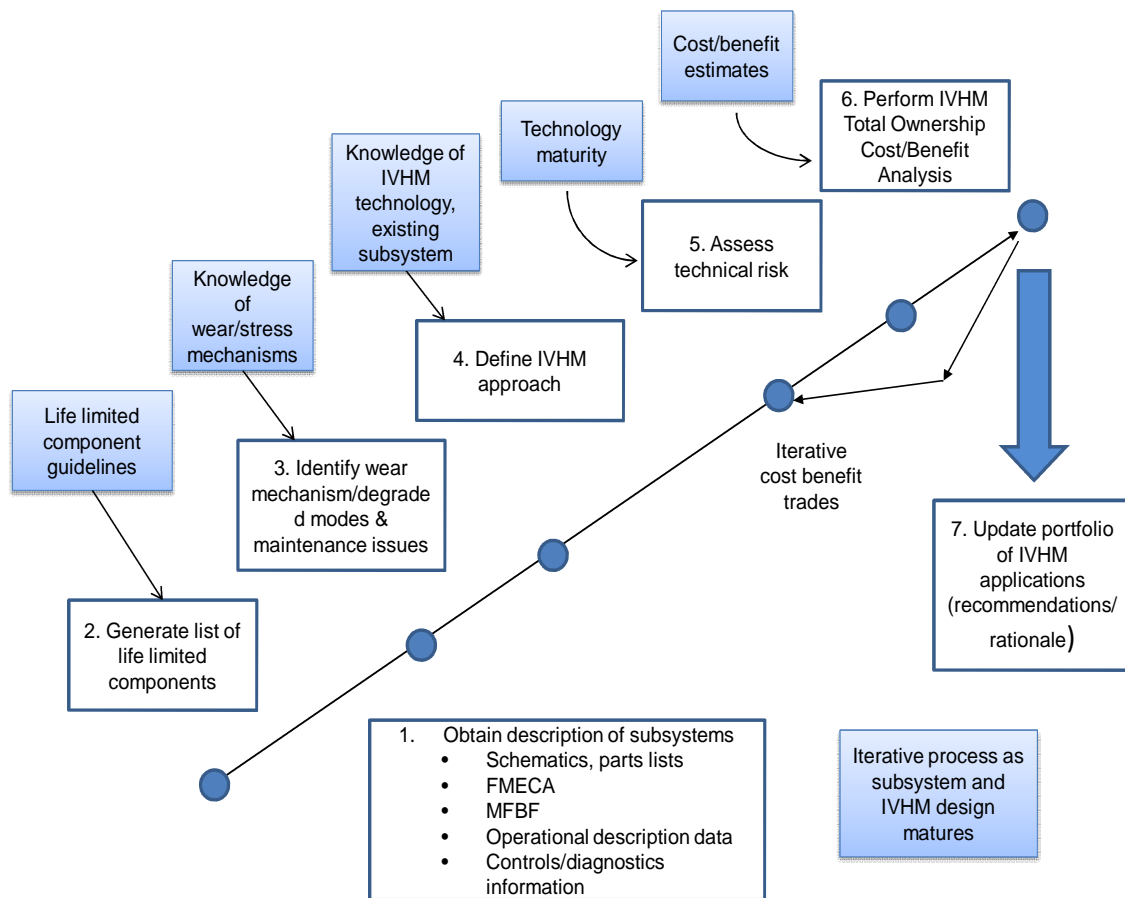 Cost/benefit
estimates
6. Perform IVHM
Total Ownership
Cost/Benefit
Analysis
Technology
maturity
Knowledge of
IVHM
technology,
existing
subsystem
5. Assess
technical risk
Knowledge
of
wear/stress
mechanisms
4. Define IVHM
approach
Life limited
component
guidelines
3. Identify wear
mechanism/degrade
d modes &
maintenance issues
Iterative
cost benefit
trades
7. Update portfolio
of IVHM
applications
(recommendations/
rationale)
2. Generate list of
life limited
components
1. Obtain description of subsystems
• Schematics, parts lists
• FMECA
• MFBF
• Operational description data
• Controls/diagnostics
information
Iterative process as
subsystem and
IVHM design
matures